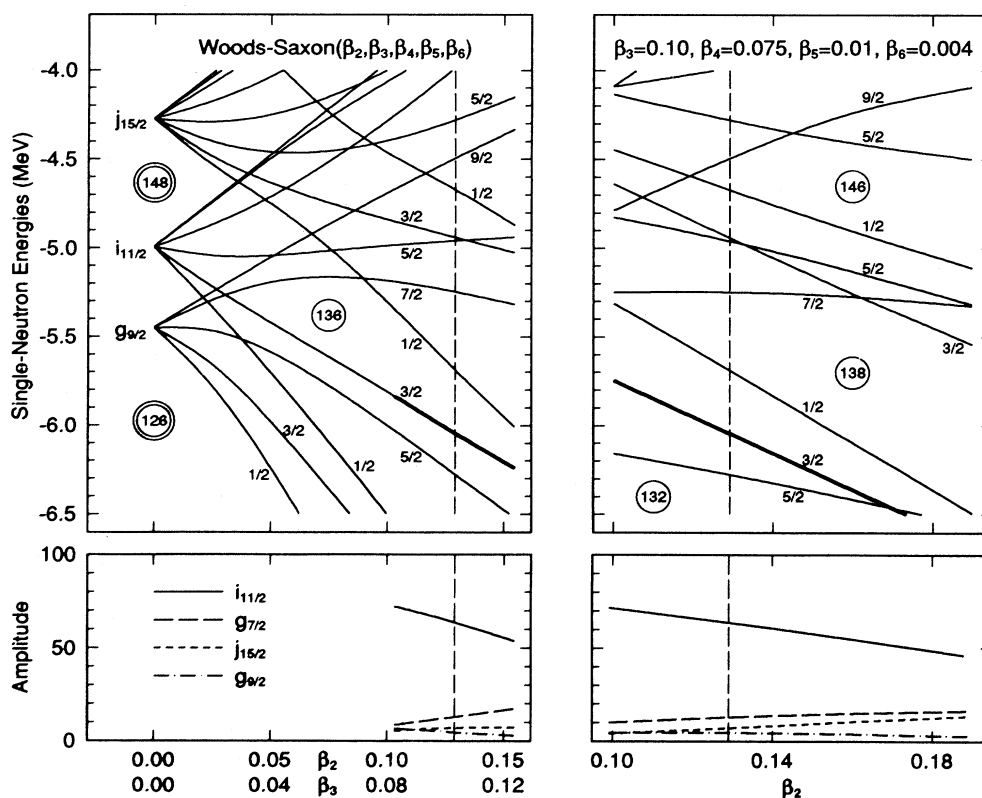 Woods-Saxon(β₂,β₃,β₄,β₅,β₆)
Single-Neutron Energies (MeV)
-4.0
-4.5
-5.0
-5.5
-6.0
-6.5
j₁₅/₂
i₁₁/₂
g₉/₂
148
136
126
5/2
9/2
1/2
3/2
5/2
7/2
1/2
3/2
5/2
1/2
3/2
1/2
β₃=0.10, β₄=0.075, β₅=0.01, β₆=0.004
9/2
5/2
146
1/2
5/2
7/2
3/2
138
1/2
3/2
5/2
132
Amplitude
100
50
0
i₁₁/₂
g₇/₂
j₁₅/₂
g₉/₂
0.00 0.05 β₂ 0.10 0.15
0.00 0.04 β₃ 0.08 0.12
0.10 0.14 0.18
β₂